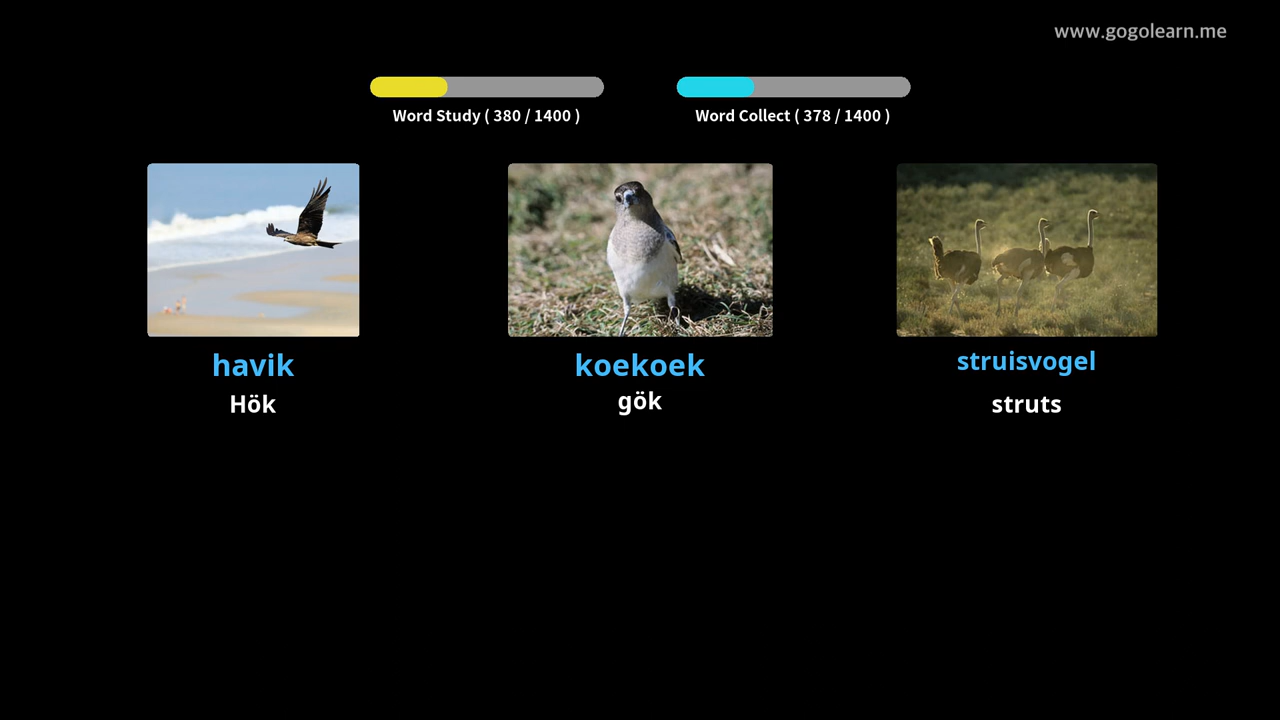 www.gogolearn.me
Word Study ( 380 / 1400 )
Word Collect ( 378 / 1400 )
havik
Hök
koekoek
gök
struisvogel
struts